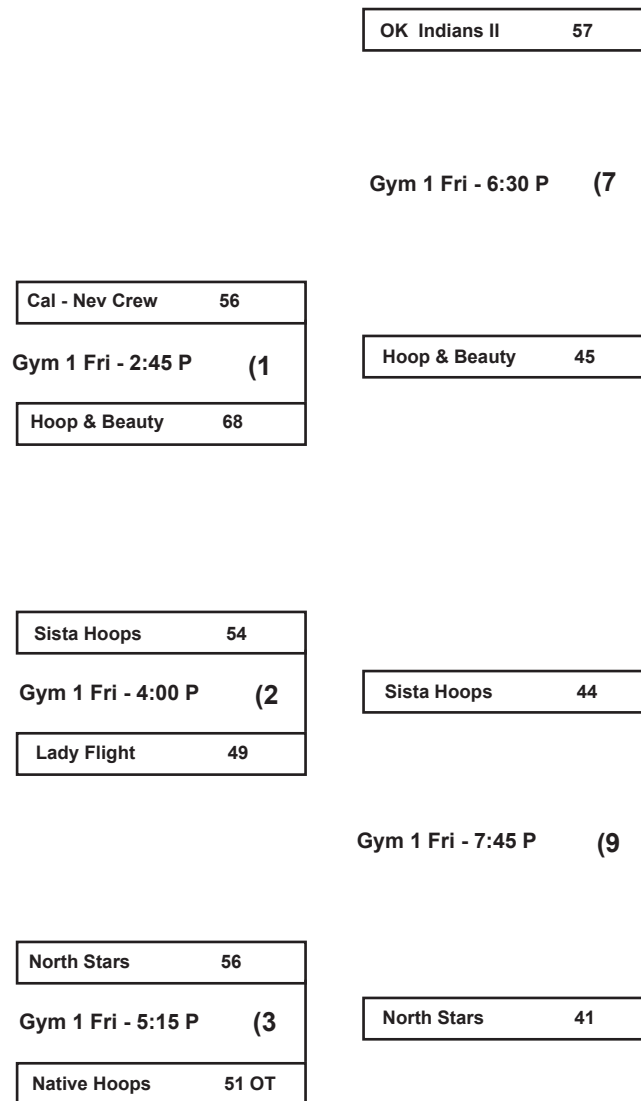 OK Indians II 57
Gym 1 Fri - 6:30 P (7
Cal - Nev Crew 56
Gym 1 Fri - 2:45 P (1
Hoop & Beauty 45
Hoop & Beauty 68
Sista Hoops 54
Gym 1 Fri - 4:00 P (2
Sista Hoops 44
Lady Flight 49
Gym 1 Fri - 7:45 P (9
North Stars 56
Gym 1 Fri - 5:15 P (3
North Stars 41
Native Hoops 51 OT